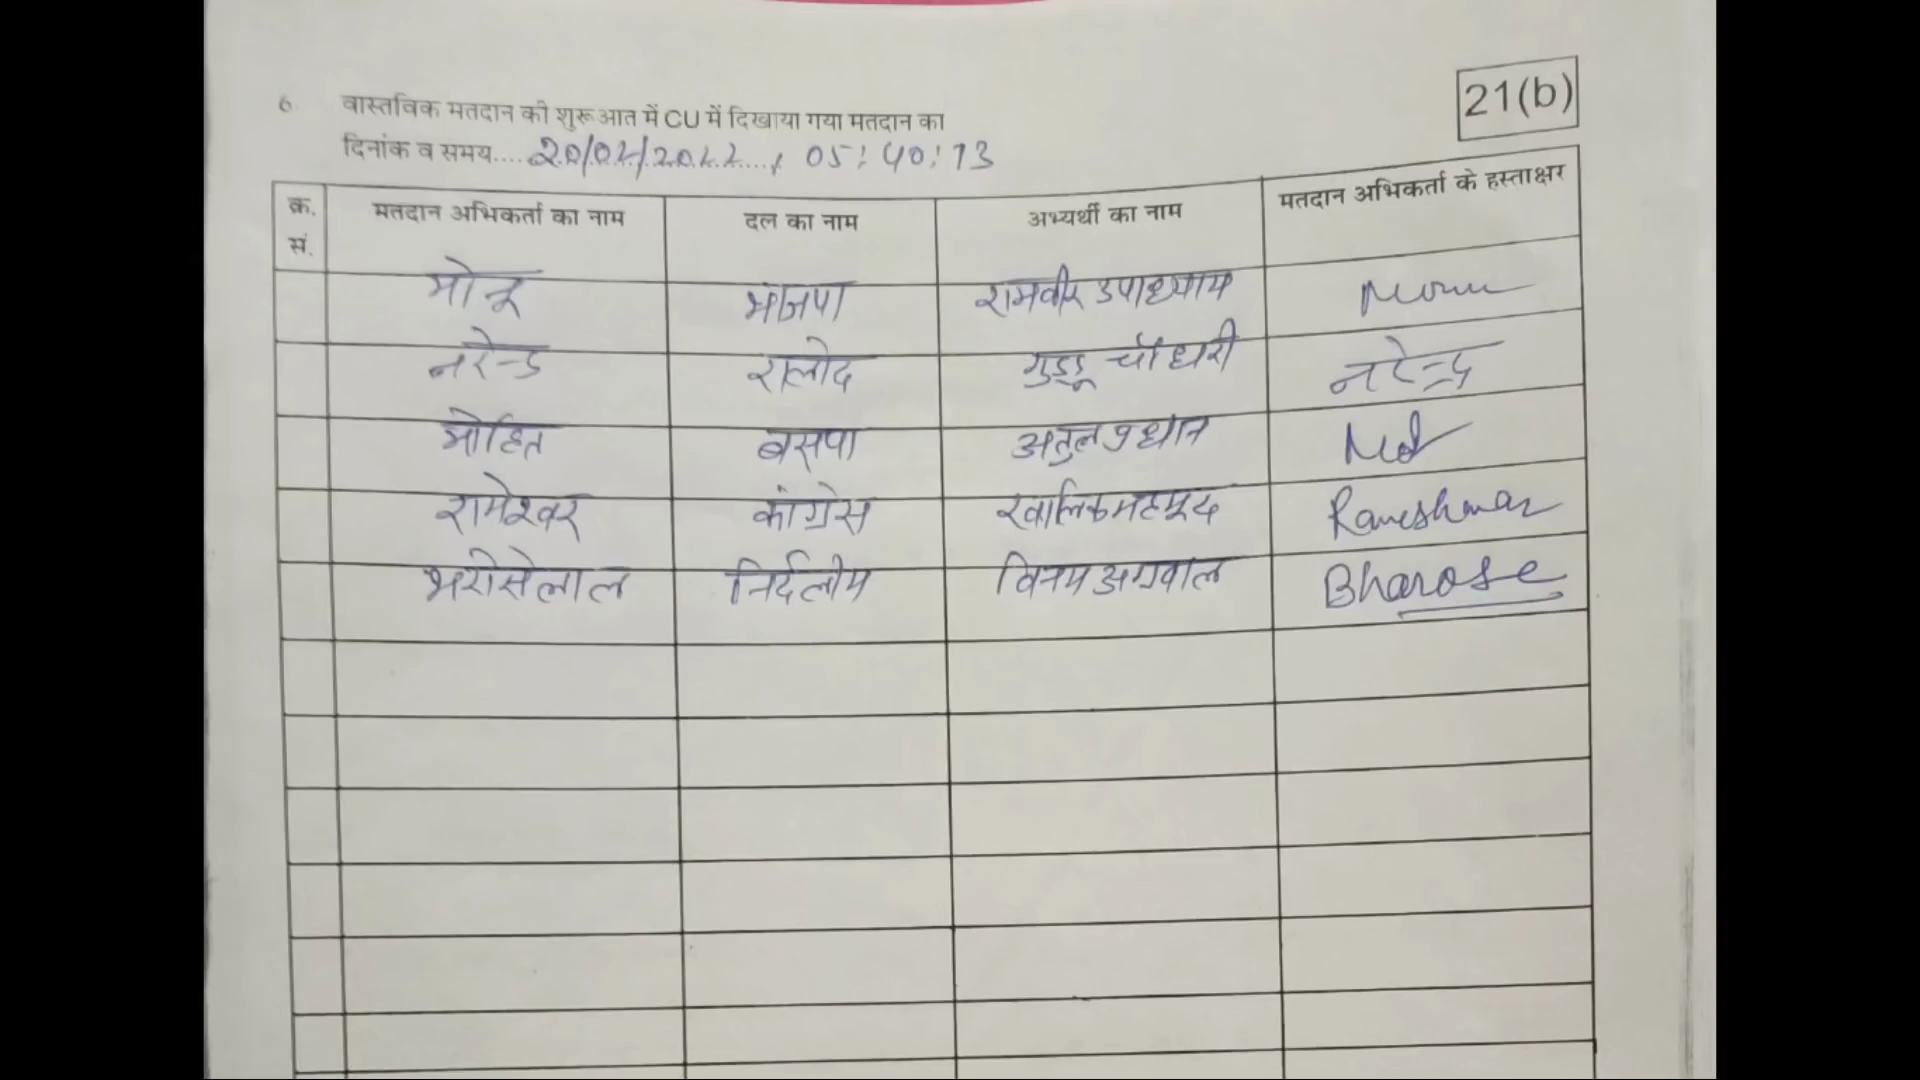 21(b)
6. वास्तविक मतदान की शुरूआत में CU में दिखाया गया मतदान का
दिनांक व समय.... 20/02/2022...., 05:40:13
क्र. सं. मतदान अभिकर्ता का नाम दल का नाम अभ्यर्थी का नाम मतदान अभिकर्ता के हस्ताक्षर
मोनू भाजपा रामवीर उपाध्याय
नरेन्द्र रालोद गुड्डू चौधरी नरेन्द्र
मोहित बसपा अतुल प्रधान
रामेश्वर कांग्रेस खालिक महमूद Rameshwar
भरोसेलाल निर्दलीय विनय अग्रवाल Bharose